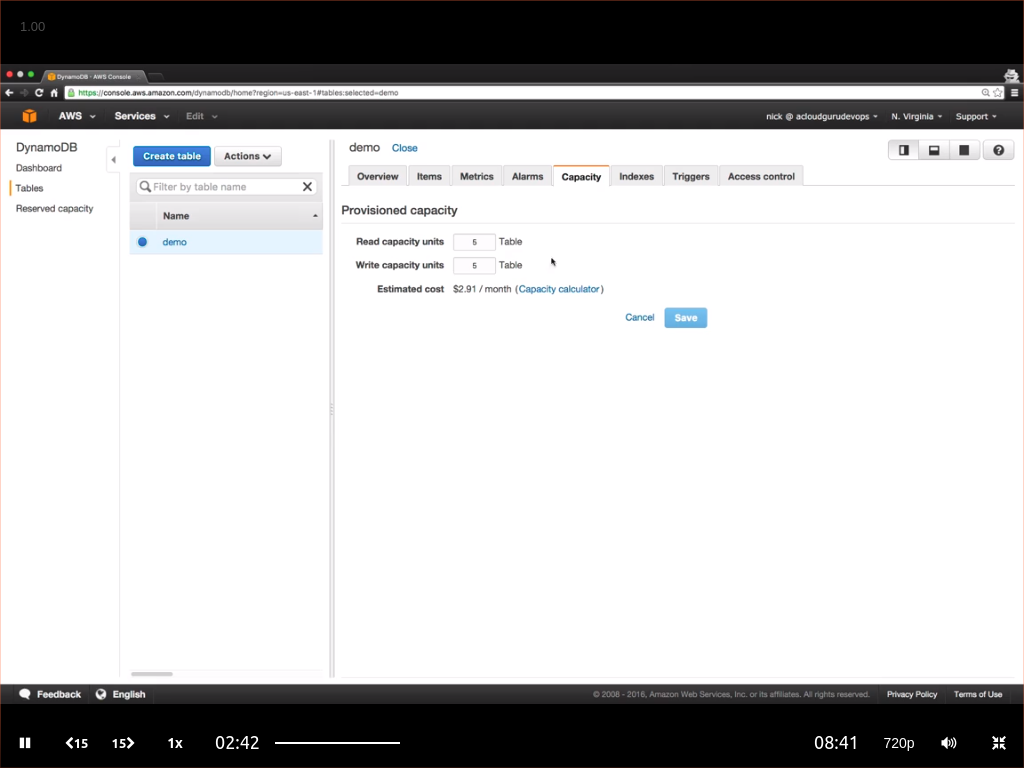 1.00
DynamoDB · AWS Console
https://console.aws.amazon.com/dynamodb/home?region=us-east-1#tables:selected=demo
AWS Services Edit nick @ acloudgurudevops N. Virginia Support
DynamoDB
Dashboard
Tables
Reserved capacity
Create table Actions
Filter by table name
Name
demo
demo Close
Overview Items Metrics Alarms Capacity Indexes Triggers Access control
Provisioned capacity
Read capacity units 5 Table
Write capacity units 5 Table
Estimated cost $2.91 / month (Capacity calculator)
Cancel Save
Feedback English © 2008 - 2016, Amazon Web Services, Inc. or its affiliates. All rights reserved. Privacy Policy Terms of Use
15 15 1x 02:42 08:41 720p